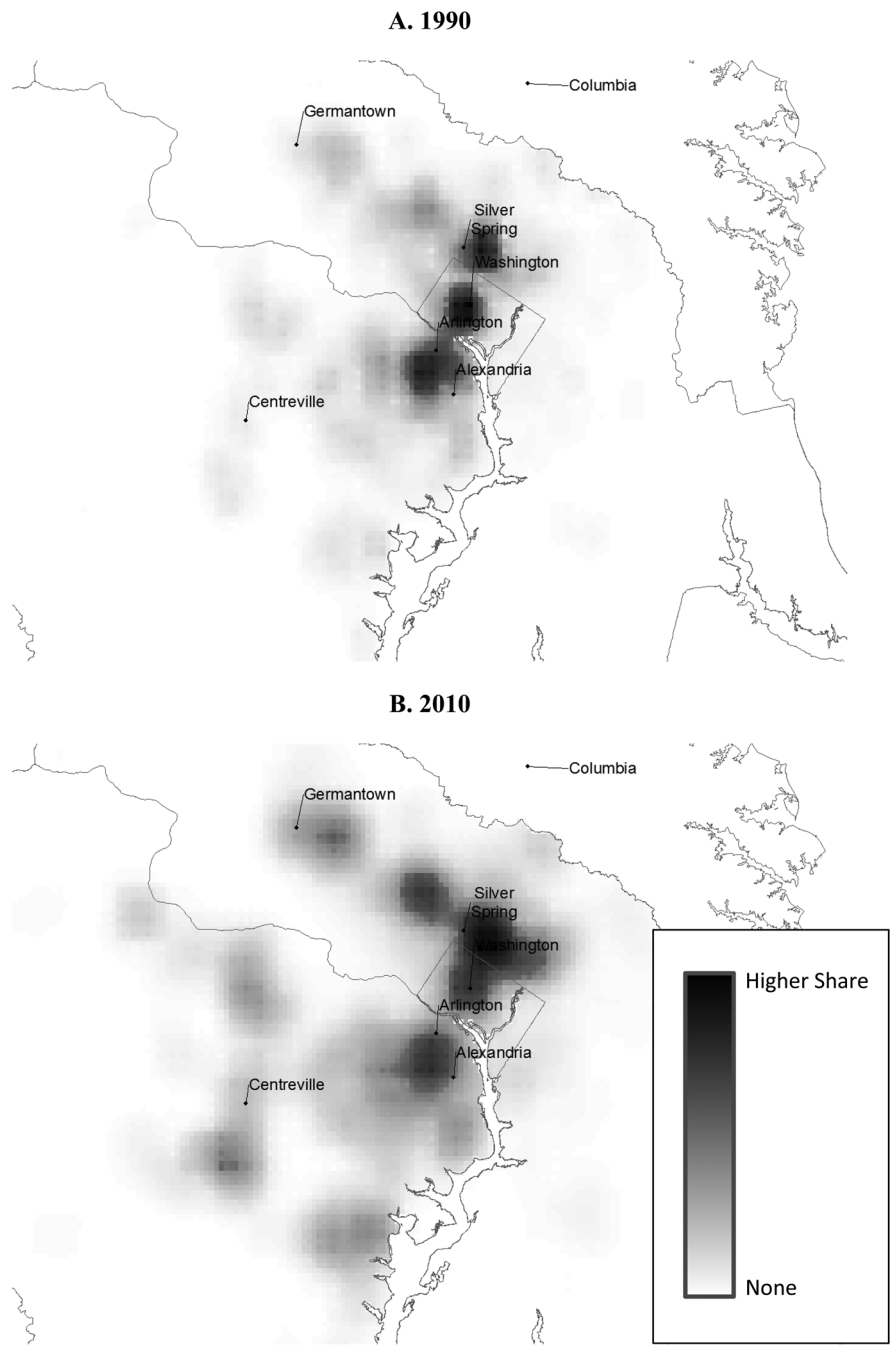 A. 1990
Columbia
Germantown
Silver
Spring
Washington
Arlington
Alexandria
Centreville
B. 2010
Columbia
Germantown
Silver
Spring
Washington
Arlington
Alexandria
Centreville
Higher Share
None